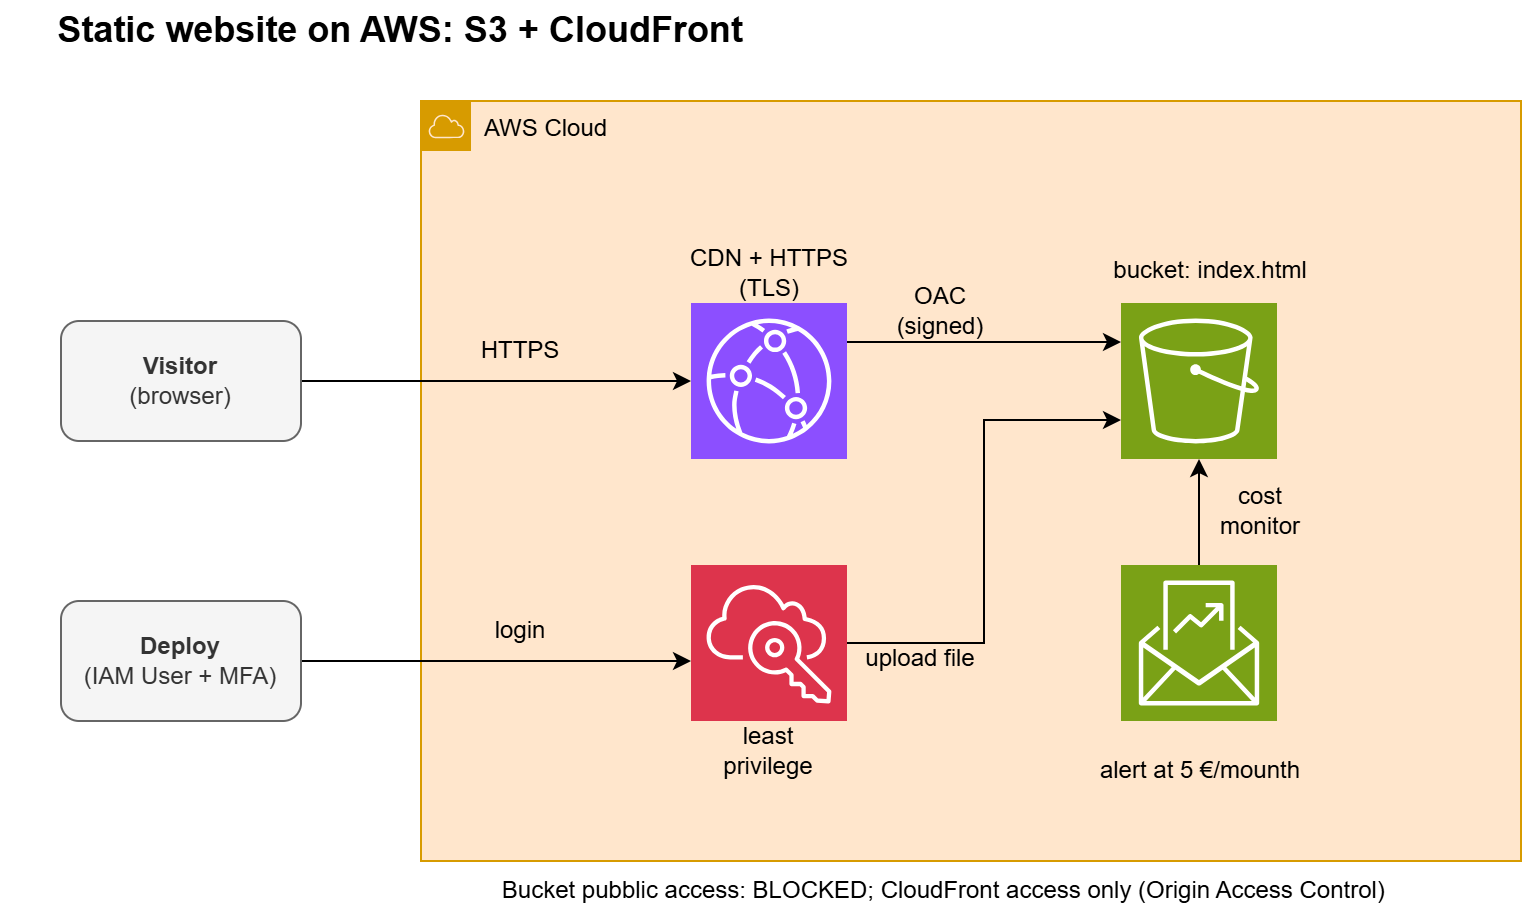 Static website on AWS: S3 + CloudFront
AWS Cloud
CDN + HTTPS
(TLS)
bucket: index.html
OAC
(signed)
HTTPS
Visitor
(browser)
cost
monitor
login
Deploy
(IAM User + MFA)
upload file
least
privilege
alert at 5 €/mounth
Bucket pubblic access: BLOCKED; CloudFront access only (Origin Access Control)